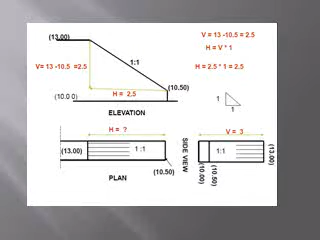 (13.00)
V = 13 -10.5 = 2.5
H = V * 1
V= 13 -10.5 =2.5
1:1
H = 2.5 * 1 = 2.5
(10.50)
(10.0 0)
H = 2.5
1
1
ELEVATION
H = ?
V = 3
(13.00)
1 :1
SIDE VIEW
1:1
(13.00)
(10.50)
(10.00)
(10.50)
PLAN